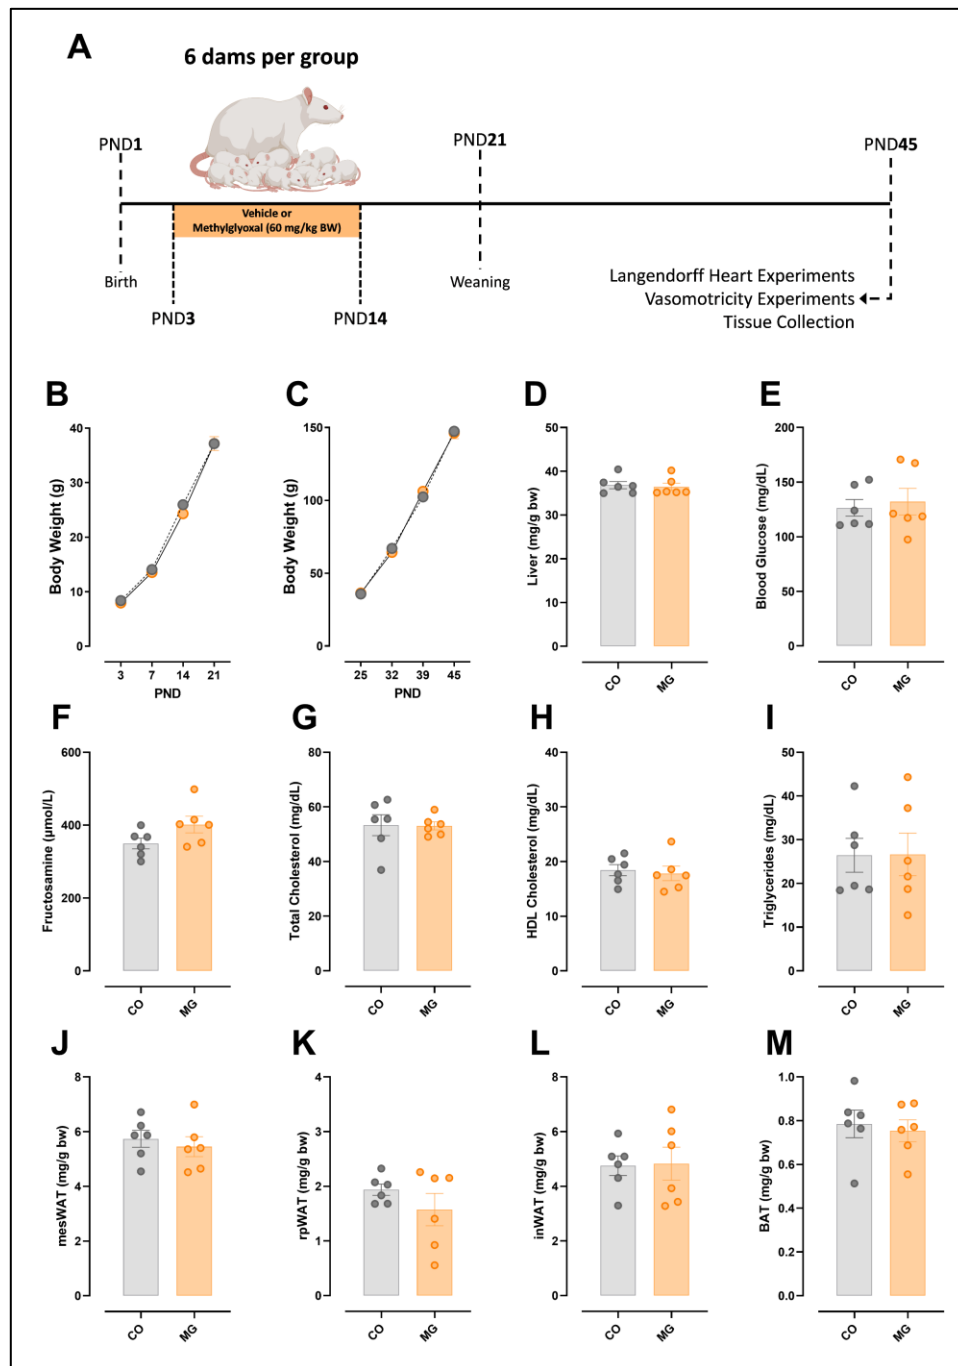 A
6 dams per group
PND1
PND21
PND45
Vehicle or
Methylglyoxal (60 mg/kg BW)
Birth
Weaning
Langendorff Heart Experiments
Vasomotricity Experiments
Tissue Collection
PND3
PND14
B
Body Weight (g)
40
30
20
10
0
3 7 14 21
PND
C
Body Weight (g)
150
100
50
0
25 32 39 45
PND
D
Liver (mg/g bw)
50
40
30
20
10
0
CO MG
E
Blood Glucose (mg/dL)
200
150
100
50
0
CO MG
F
Fructosamine (µmol/L)
600
400
200
0
CO MG
G
Total Cholesterol (mg/dL)
80
60
40
20
0
CO MG
H
HDL Cholesterol (mg/dL)
40
30
20
10
0
CO MG
I
Triglycerides (mg/dL)
50
40
30
20
10
0
CO MG
J
mesWAT (mg/g bw)
8
6
4
2
0
CO MG
K
rpWAT (mg/g bw)
4
3
2
1
0
CO MG
L
inWAT (mg/g bw)
8
6
4
2
0
CO MG
M
BAT (mg/g bw)
1.0
0.8
0.6
0.4
0.2
0.0
CO MG